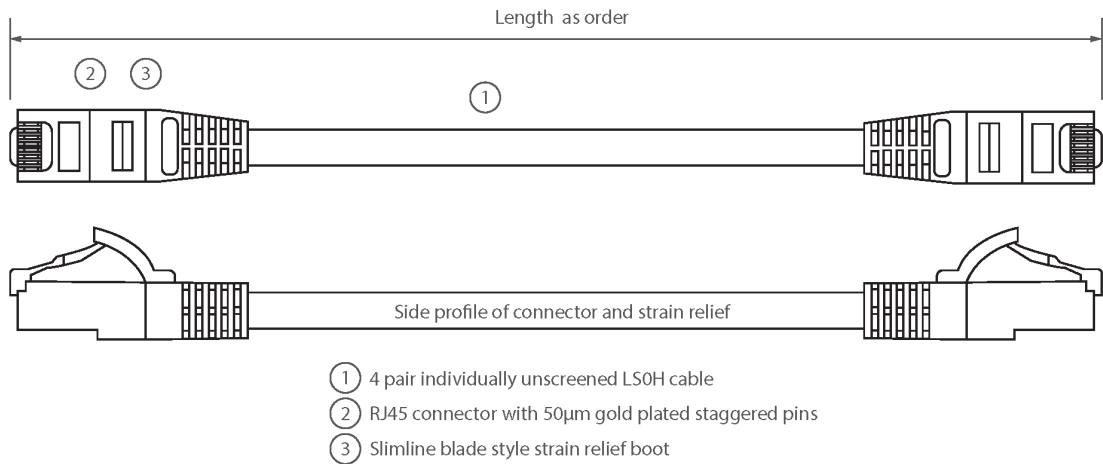 Length as order
2 3
1
Side profile of connector and strain relief
1 4 pair individually unscreened LS0H cable
2 RJ45 connector with 50µm gold plated staggered pins
3 Slimline blade style strain relief boot